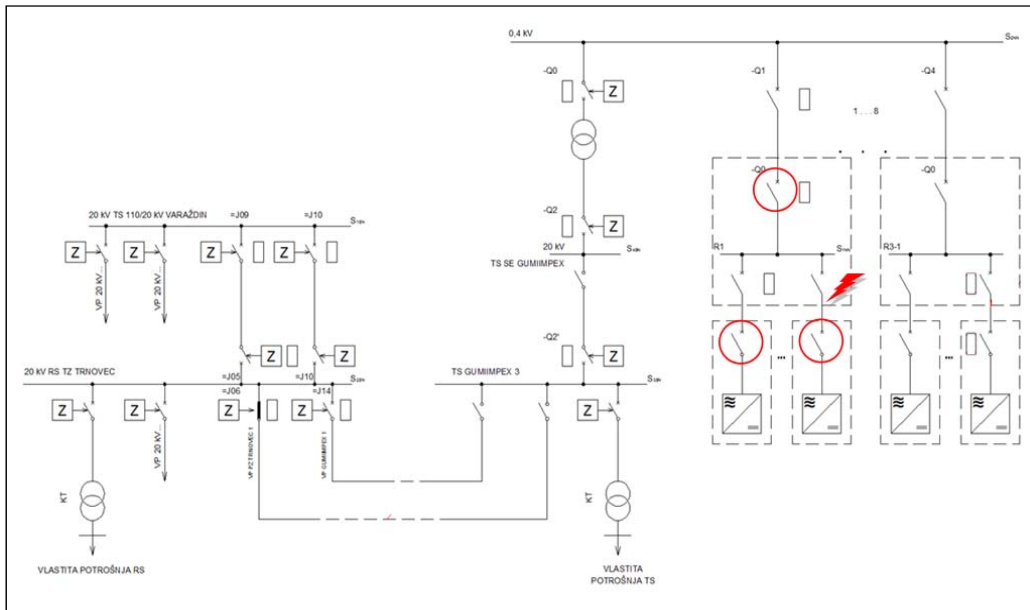 0,4 kV
-Q0
Z
-Q1
-Q4
1 . . . 8
. . .
-Q0
-Q0
-Q2
Z
20 kV TS 110/20 kV VARAŽDIN
=J09
=J10
Z
Z
Z
Z
20 kV
TS SE GUMIIMPEX
R1
R3-1
VP 20 kV...
VP 20 kV...
Z
Z
-Q2'
Z
20 kV RS TZ TRNOVEC
=J05
=J10
TS GUMIIMPEX 3
=J06
=J14
Z
Z
Z
Z
Z
VP 20 kV...
VP PZ TRNOVEC 1
VP GUMIIMPEX 1
KT
KT
VLASTITA POTROŠNJA RS
VLASTITA
POTROŠNJA TS